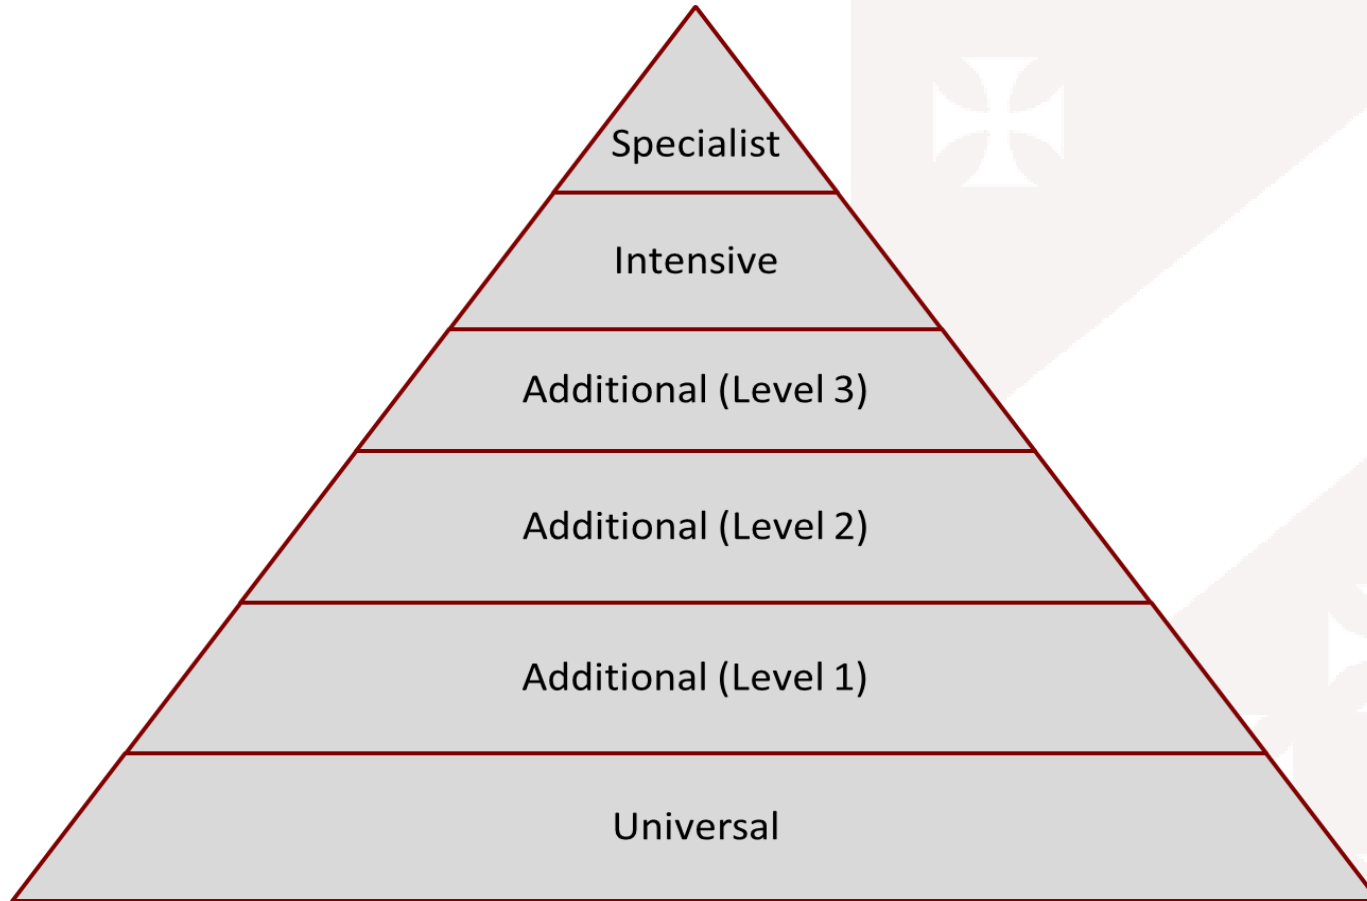 Specialist
Intensive
Additional (Level 3)
Additional (Level 2)
Additional (Level 1)
Universal